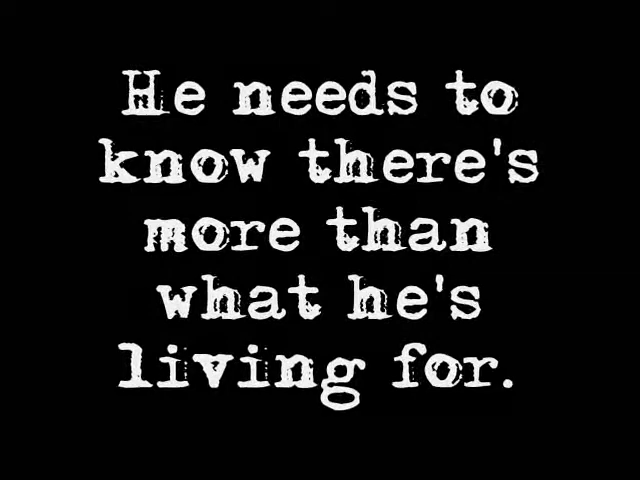 He needs to
know there's
more than
what he's
living for.